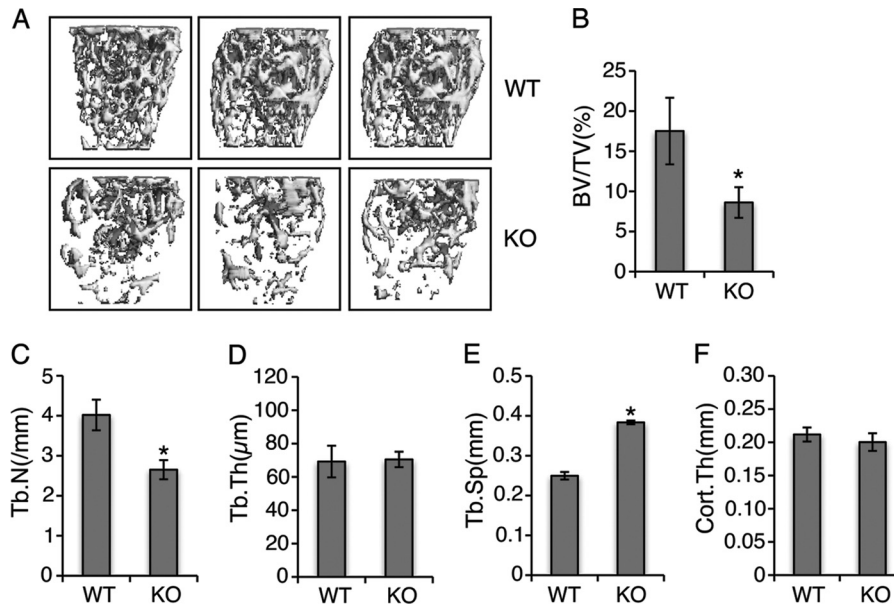 A
WT
KO
B
BV/TV(%)
25
20
15
10
5
0
*
WT KO
C
Tb.N(/mm)
5
4
3
2
1
0
*
WT KO
D
Tb.Th(µm)
120
100
80
60
40
20
0
WT KO
E
Tb.Sp(mm)
0.5
0.4
0.3
0.2
0.1
0
*
WT KO
F
Cort.Th(mm)
0.30
0.25
0.20
0.15
0.10
0.05
0.00
WT KO